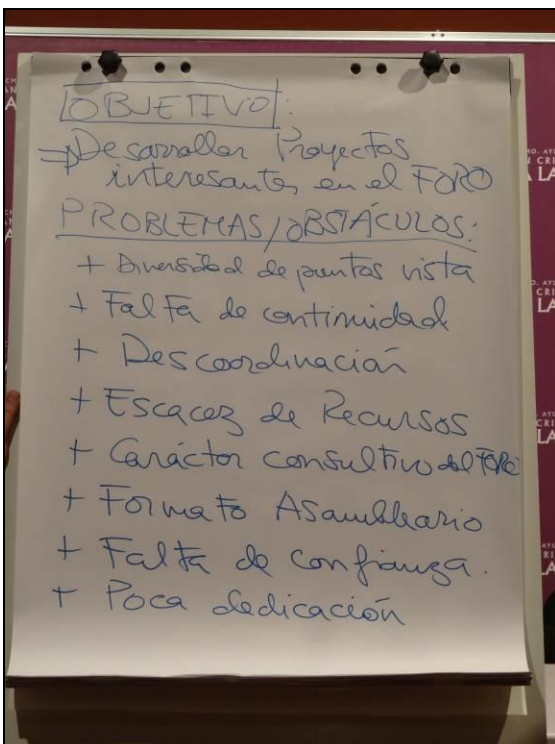 OBJETIVO:
⇒ Desarrollar Proyectos
interesantes en el FORO
PROBLEMAS/OBSTÁCULOS:
+ Diversidad de puntos vista
+ Falta de continuidad
+ Descoordinación
+ Escacez de Recursos
+ Carácter consultivo del FORO
+ Formato Asambleario
+ Falta de confianza.
+ Poca dedicación